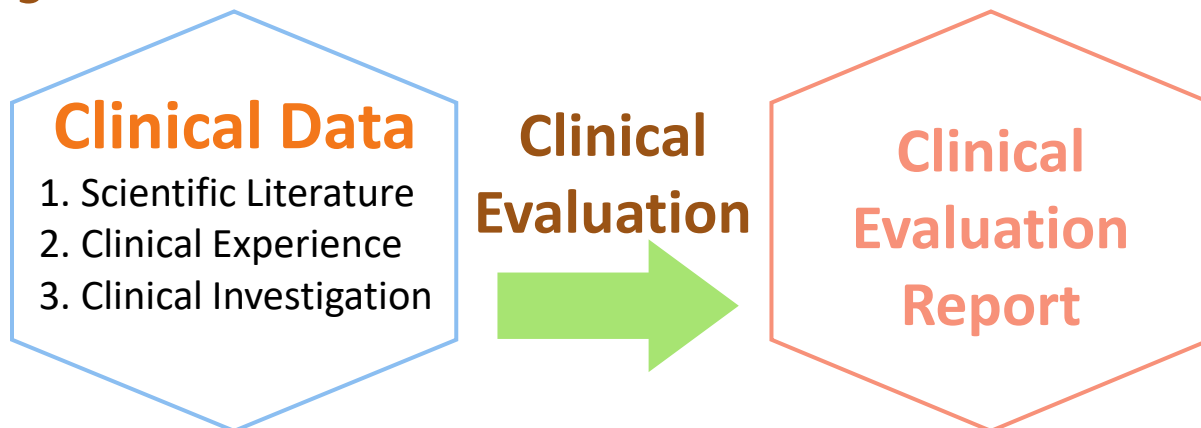 Clinical Data
1. Scientific Literature
2. Clinical Experience
3. Clinical Investigation
Clinical
Evaluation
Clinical
Evaluation
Report